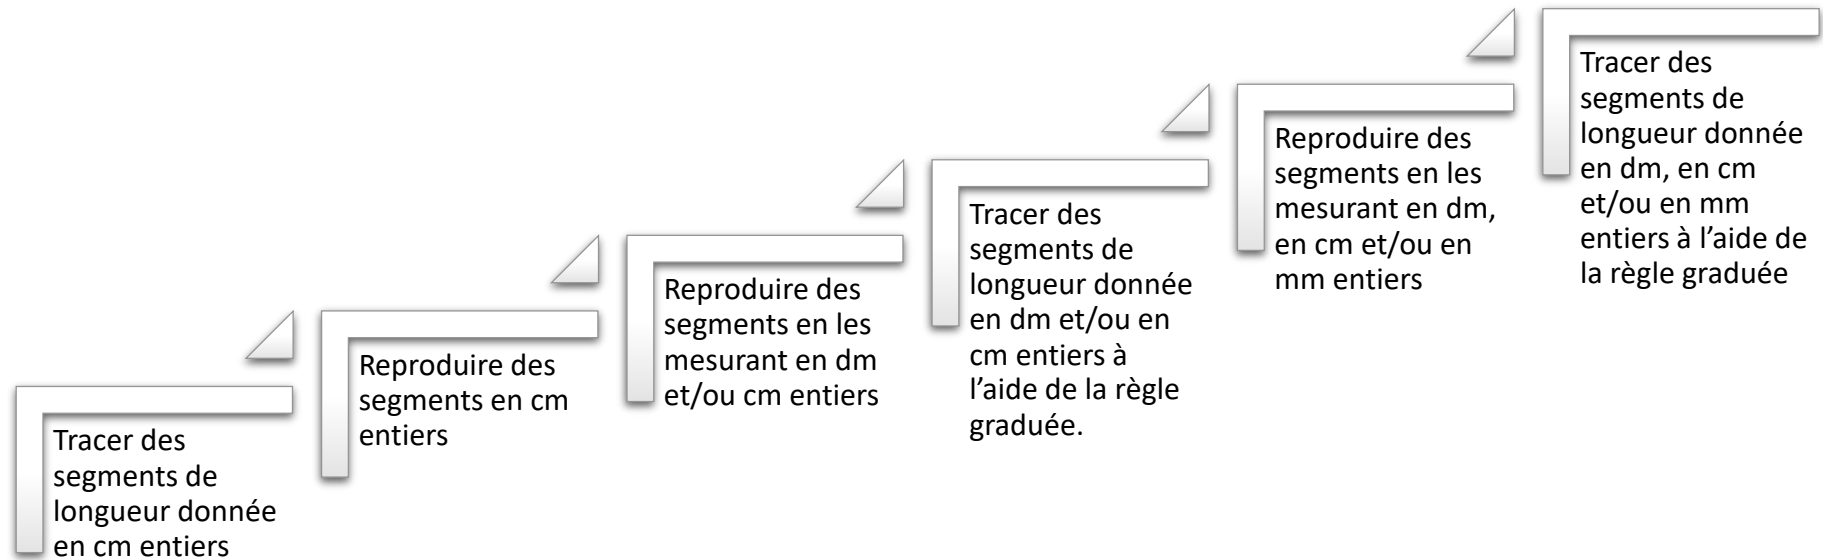 Tracer des
segments de
longueur donnée
en cm entiers
Reproduire des
segments en cm
entiers
Reproduire des
segments en les
mesurant en dm
et/ou cm entiers
Tracer des
segments de
longueur donnée
en dm et/ou en
cm entiers à
l’aide de la règle
graduée.
Reproduire des
segments en les
mesurant en dm,
en cm et/ou en
mm entiers
Tracer des
segments de
longueur donnée
en dm, en cm
et/ou en mm
entiers à l’aide de
la règle graduée